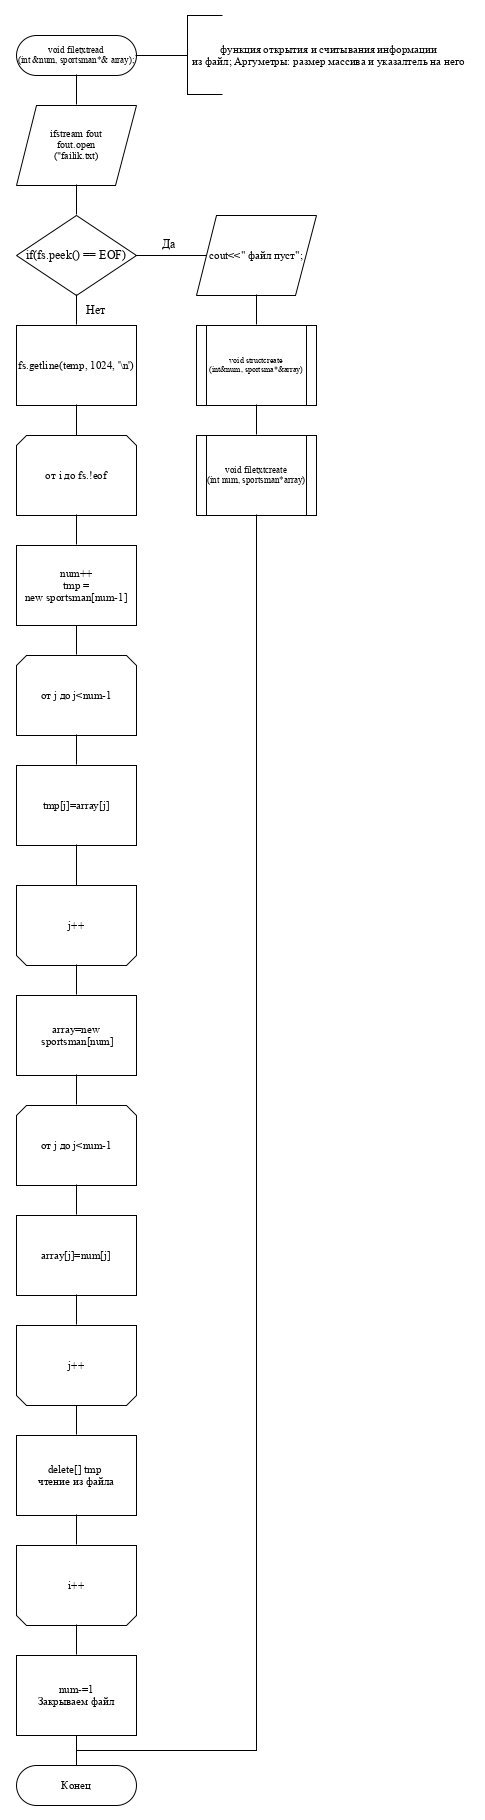 void filetxtread
(int &num, sportsman*& array);
функция открытия и считывания информации
из файл; Аргуметры: размер массива и указалтель на него
ifstream fout
fout.open
("failik.txt)
if(fs.peek() == EOF)
Да
cout<<" файл пуст";
Нет
fs.getline(temp, 1024, '\n')
void structcreate
(int&num, sportsma*&array)
от i до fs.!eof
void filetxtcreate
(int num, sportsman*array)
num++
tmp =
new sportsman[num-1]
от j до j<num-1
tmp[j]=array[j]
j++
array=new
sportsman[num]
от j до j<num-1
array[j]=num[j]
j++
delete[] tmp
чтение из файла
i++
num-=1
Закрываем файл
Конец